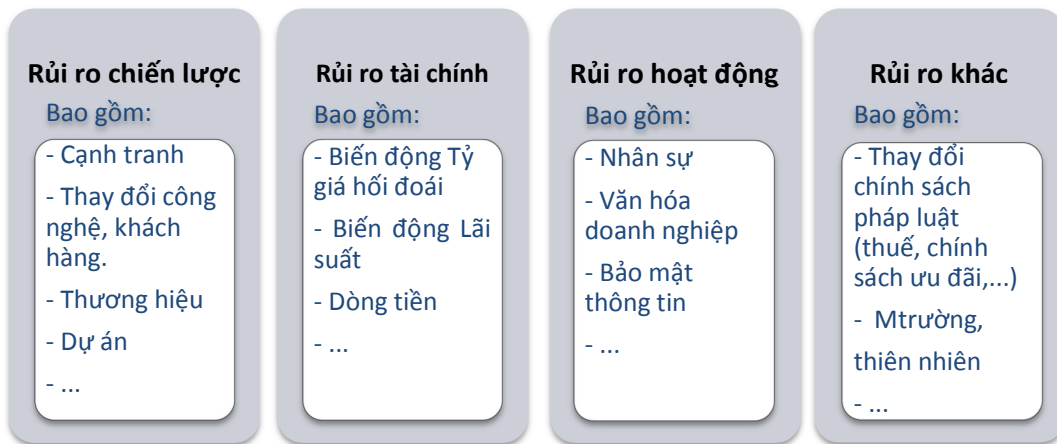 Rủi ro chiến lược
Bao gồm:
- Cạnh tranh
- Thay đổi công
nghệ, khách
hàng.
- Thương hiệu
- Dự án
- ...
Rủi ro tài chính
Bao gồm:
- Biến động Tỷ
giá hối đoái
- Biến động Lãi
suất
- Dòng tiền
- ...
Rủi ro hoạt động
Bao gồm:
- Nhân sự
- Văn hóa
doanh nghiệp
- Bảo mật
thông tin
- ...
Rủi ro khác
Bao gồm:
- Thay đổi
chính sách
pháp luật
(thuế, chính
sách ưu đãi,...)
- Mtrường,
thiên nhiên
- ...